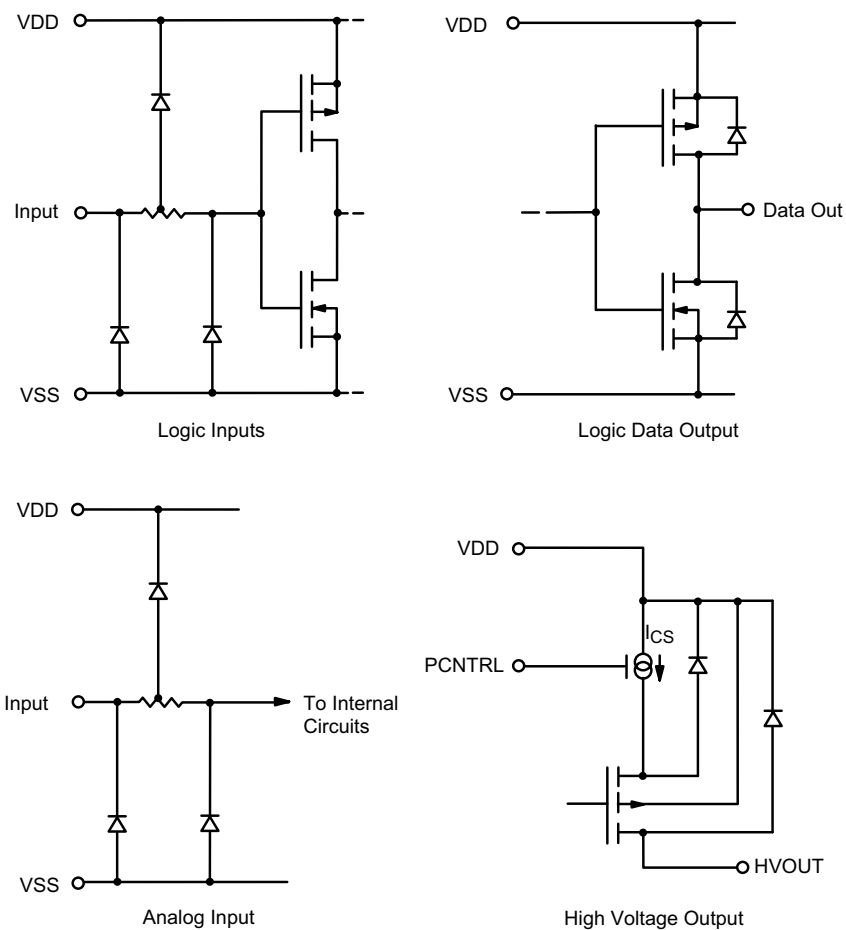 VDD
Input
VSS
Logic Inputs
VDD
Data Out
VSS
Logic Data Output
VDD
Input
To Internal
Circuits
VSS
Analog Input
VDD
ICS
PCNTRL
HVOUT
High Voltage Output